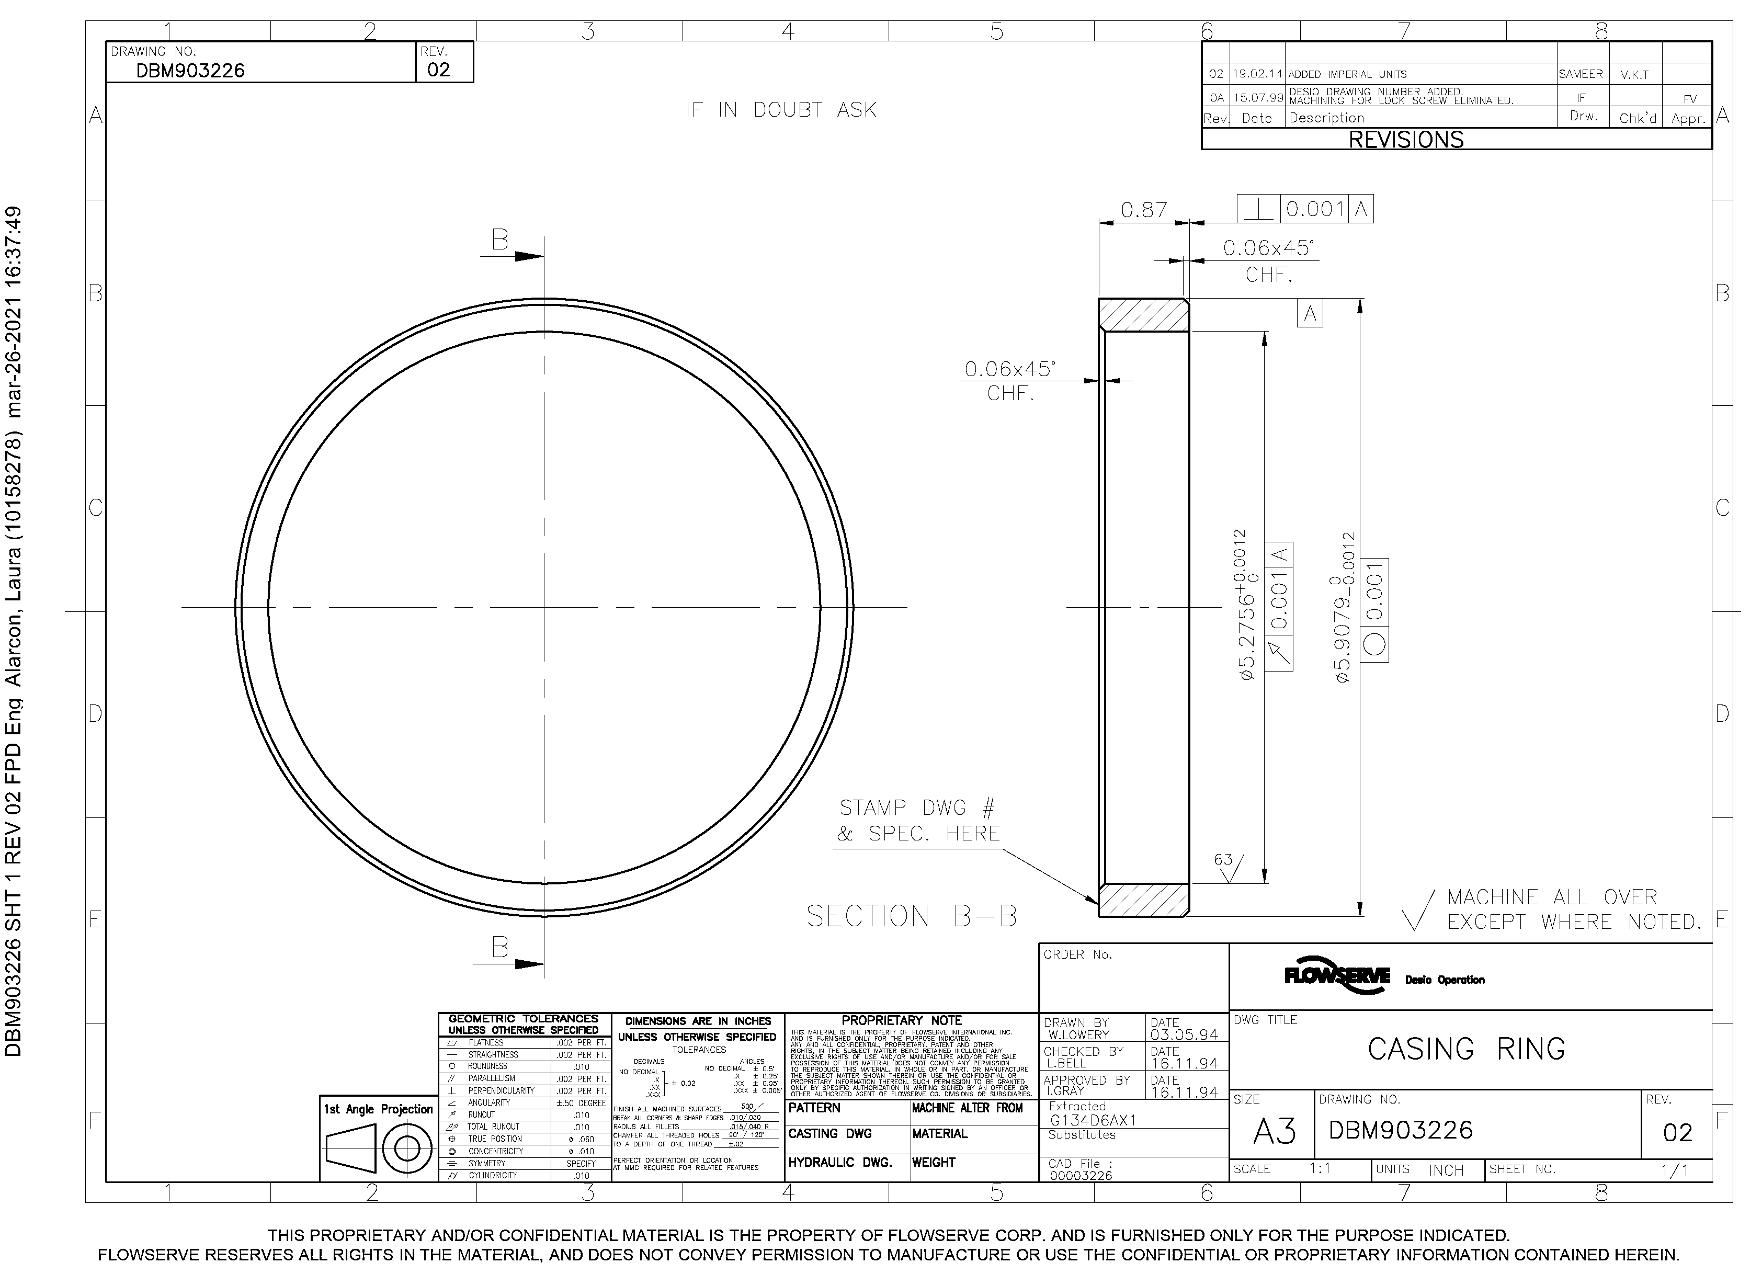 DRAWING NO.
DBM903226
REV.
02
F IN DOUBT ASK
02 19.02.14 ADDED IMPERIAL UNITS SAMEER V.K.T
0A 15.07.99 DESIO DRAWING NUMBER ADDED.
MACHINING FOR LOCK SCREW ELIMINATED. IF FV
Rev. Date Description Drw. Chk'd Appr.
REVISIONS
1 2 3 4 5 6 7 8
A
B
C
D
E
F
DBM903226 SHT 1 REV 02 FPD Eng Alarcon, Laura (10158278) mar-26-2021 16:37:49
B
B
0.87
⊥ 0.001 A
0.06x45°
CHF.
A
0.06x45°
CHF.
ø5.2756 +0.0012 0
0.001 A
ø5.9079 0 -0.0012
○ 0.001
63/
STAMP DWG #
& SPEC. HERE
SECTION B-B
MACHINE ALL OVER
EXCEPT WHERE NOTED.
1st Angle Projection
GEOMETRIC TOLERANCES
UNLESS OTHERWISE SPECIFIED
FLATNESS .002 PER FT.
STRAIGHTNESS .002 PER FT.
ROUNDNESS .010
PARALLELISM .002 PER FT.
PERPENDICULARITY .002 PER FT.
ANGULARITY ±.50 DEGREE
RUNOUT .010
TOTAL RUNOUT .010
TRUE POSITION ø .060
CONCENTRICITY ø .010
SYMMETRY SPECIFY
CYLINDRICITY .010
DIMENSIONS ARE IN INCHES
UNLESS OTHERWISE SPECIFIED
TOLERANCES
DECIMALS ANGLES
NO DECIMAL NO DECIMAL ± 0.5°
.X .X ± 0.25°
.XX ± 0.02 .XX ± 0.05°
.XXX .XXX ± 0.005°
FINISH ALL MACHINED SURFACES 500/
BREAK ALL CORNERS & SHARP EDGES .010/.030
RADIUS ALL FILLETS .015/.040 R
CHAMFER ALL THREADED HOLES 90° / 120°
TO A DEPTH OF ONE THREAD ±.02
PERFECT ORIENTATION OR LOCATION
AT MMC REQUIRED FOR RELATED FEATURES
PROPRIETARY NOTE
THIS MATERIAL IS THE PROPERTY OF FLOWSERVE INTERNATIONAL INC.
AND IS FURNISHED ONLY FOR THE PURPOSE INDICATED.
ANY AND ALL CONFIDENTIAL, PROPRIETARY, PATENT AND OTHER
RIGHTS, IN THE SUBJECT MATTER BEING RETAINED INCLUDING ANY
EXCLUSIVE RIGHTS OF USE AND/OR MANUFACTURE AND/OR FOR SALE
POSSESSION OF THIS MATERIAL DOES NOT CONVEY ANY PERMISSION
TO REPRODUCE THIS MATERIAL, IN WHOLE OR IN PART, OR MANUFACTURE
THE SUBJECT MATTER SHOWN THEREIN OR USE THE CONFIDENTIAL OR
PROPRIETARY INFORMATION THEREON. SUCH PERMISSION TO BE GRANTED
ONLY BY SPECIFIC AUTHORIZATION IN WRITING SIGNED BY AN OFFICER OR
OTHER AUTHORIZED AGENT OF FLOWSERVE CO. DIVISIONS OR SUBSIDIARIES.
PATTERN
MACHINE ALTER FROM
CASTING DWG
MATERIAL
HYDRAULIC DWG.
WEIGHT
ORDER No.
DRAWN BY
W.LOWERY
DATE
03.05.94
CHECKED BY
L.BELL
DATE
16.11.94
APPROVED BY
I.GRAY
DATE
16.11.94
Extracted
G134D6AX1
Substitutes
CAD File :
00003226
FLOWSERVE Desio Operation
DWG TITLE
CASING RING
SIZE
A3
DRAWING NO.
DBM903226
REV.
02
SCALE 1:1
UNITS INCH
SHEET NO. 1/1
1 2 3 4 5 6 7 8
THIS PROPRIETARY AND/OR CONFIDENTIAL MATERIAL IS THE PROPERTY OF FLOWSERVE CORP. AND IS FURNISHED ONLY FOR THE PURPOSE INDICATED.
FLOWSERVE RESERVES ALL RIGHTS IN THE MATERIAL, AND DOES NOT CONVEY PERMISSION TO MANUFACTURE OR USE THE CONFIDENTIAL OR PROPRIETARY INFORMATION CONTAINED HEREIN.